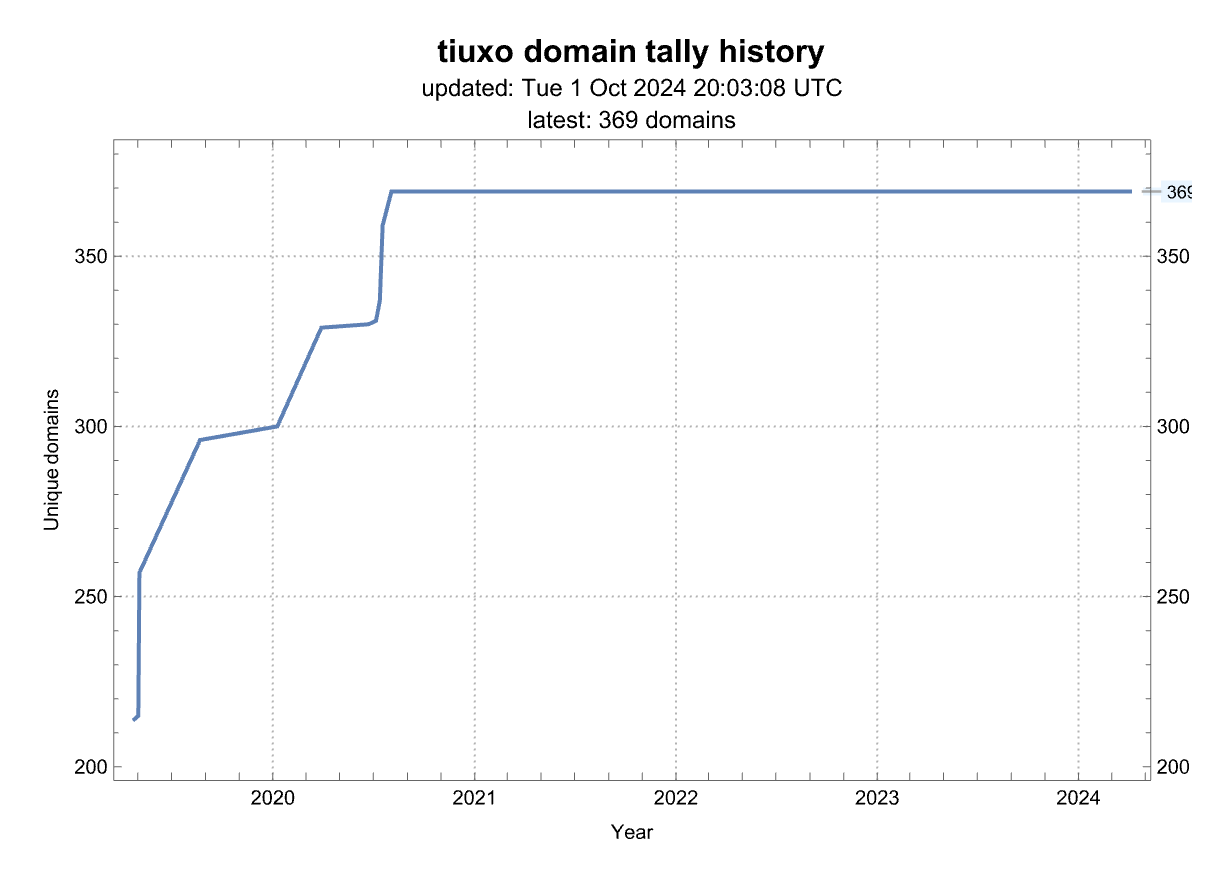 tiuxo domain tally history
updated: Tue 1 Oct 2024 20:03:08 UTC
latest: 369 domains
369
350
350
300
300
250
250
200
200
Unique domains
2020
2021
2022
2023
2024
Year